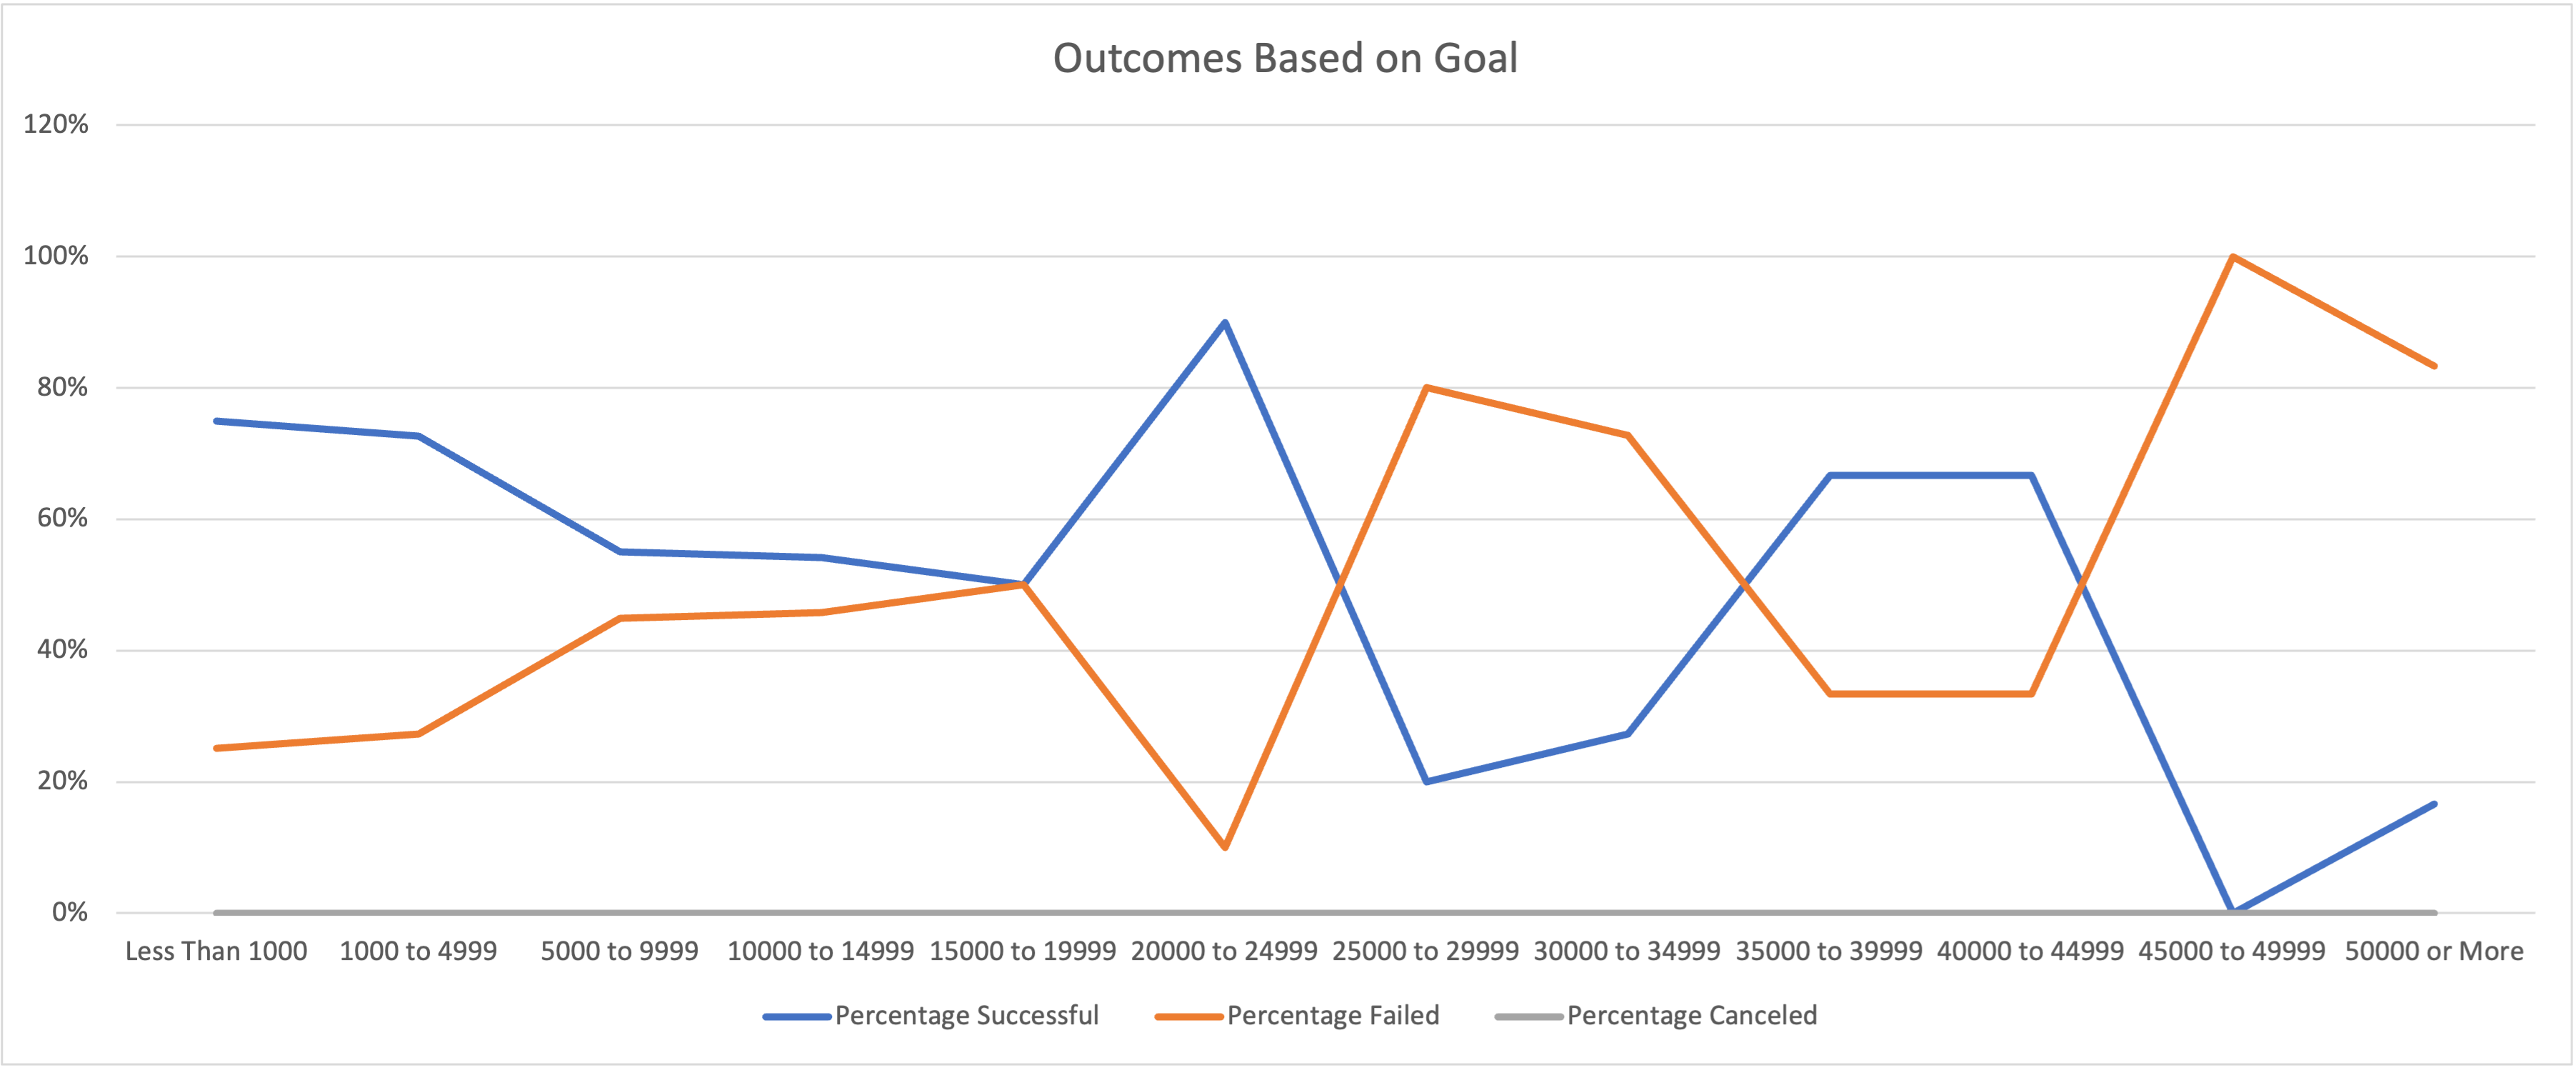 Outcomes Based on Goal
120%
100%
80%
60%
40%
20%
0%
Less Than 1000 1000 to 4999 5000 to 9999 10000 to 14999 15000 to 19999 20000 to 24999 25000 to 29999 30000 to 34999 35000 to 39999 40000 to 44999 45000 to 49999 50000 or More
Percentage Successful Percentage Failed Percentage Canceled